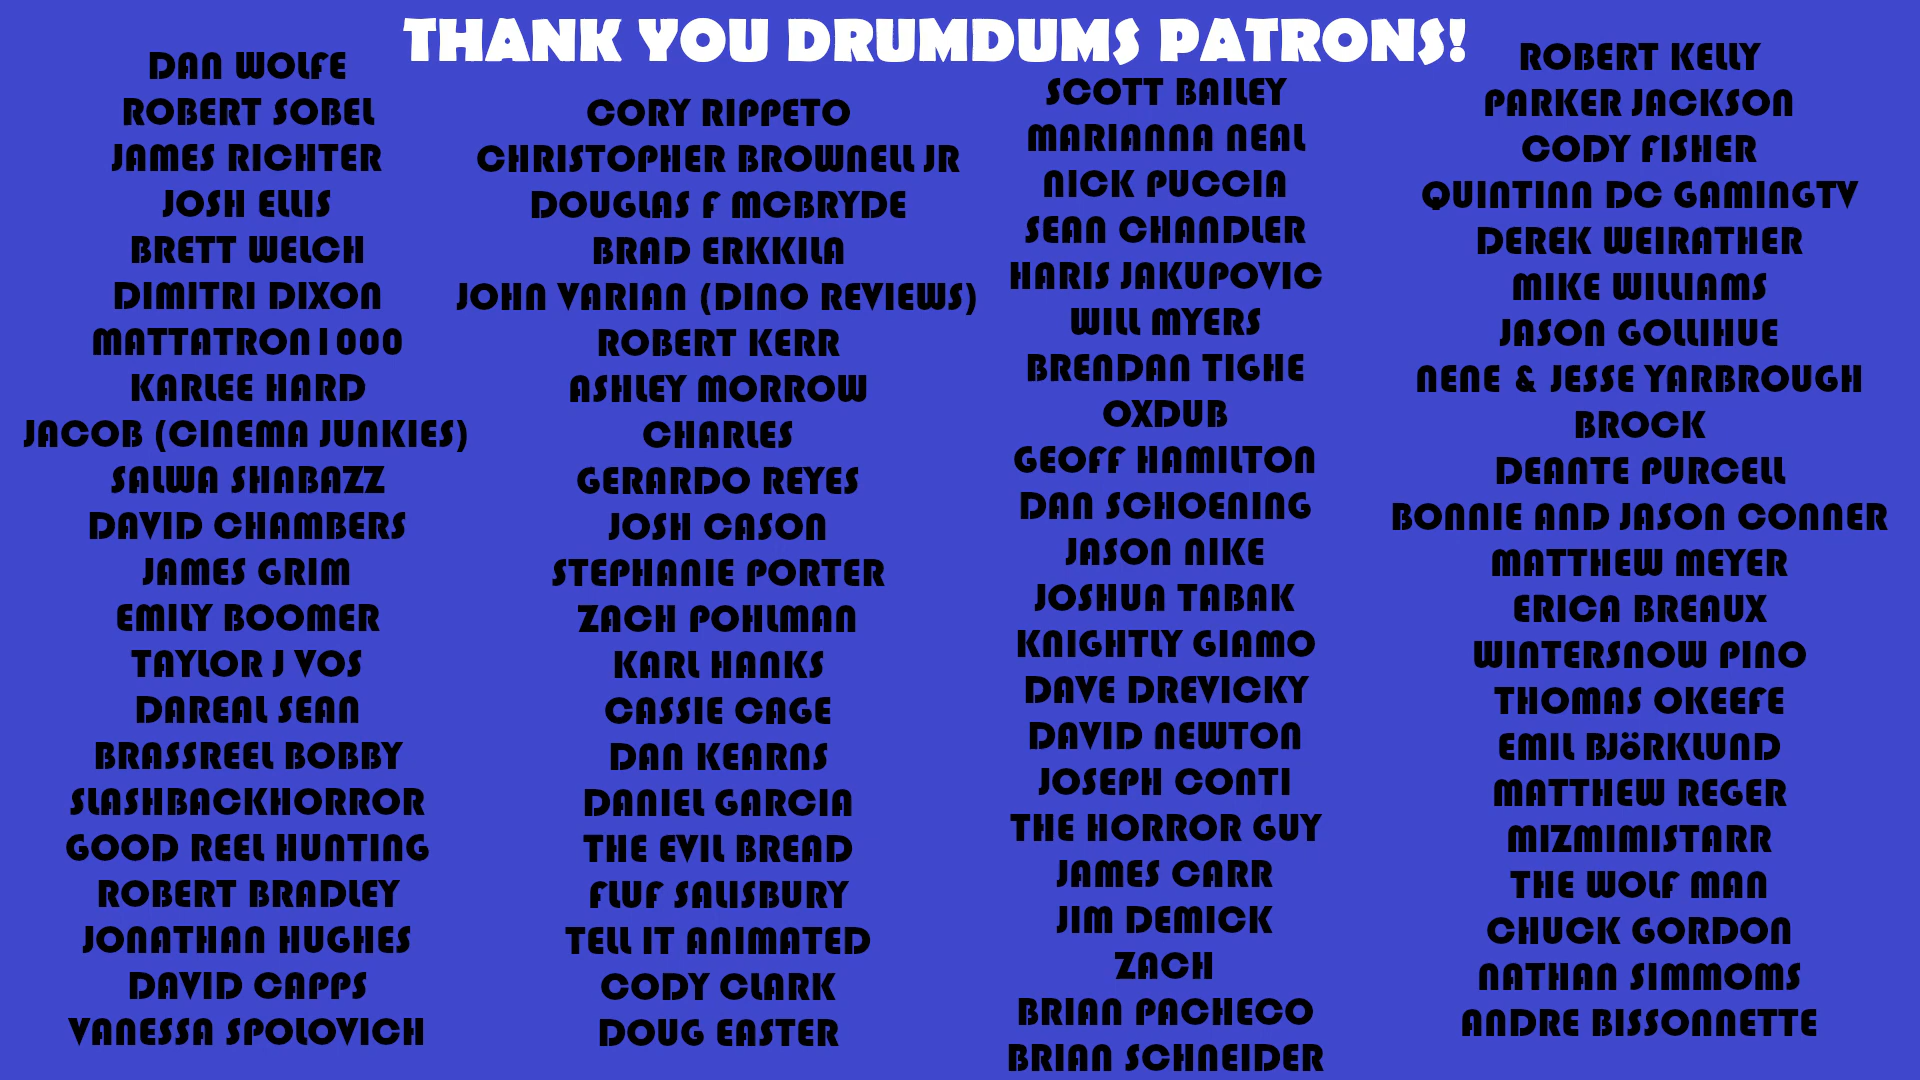 THANK YOU DRUMDUMS PATRONS!
DAN WOLFE
ROBERT SOBEL
JAMES RICHTER
JOSH ELLIS
BRETT WELCH
DIMITRI DIXON
MATTATRON1000
KARLEE HARD
JACOB (CINEMA JUNKIES)
SALWA SHABAZZ
DAVID CHAMBERS
JAMES GRIM
EMILY BOOMER
TAYLOR J VOS
DAREAL SEAN
BRASSREEL BOBBY
SLASHBACKHORROR
GOOD REEL HUNTING
ROBERT BRADLEY
JONATHAN HUGHES
DAVID CAPPS
VANESSA SPOLOVICH
CORY RIPPETO
CHRISTOPHER BROWNELL JR
DOUGLAS F MCBRYDE
BRAD ERKKILA
JOHN VARIAN (DINO REVIEWS)
ROBERT KERR
ASHLEY MORROW
CHARLES
GERARDO REYES
JOSH CASON
STEPHANIE PORTER
ZACH POHLMAN
KARL HANKS
CASSIE CAGE
DAN KEARNS
DANIEL GARCIA
THE EVIL BREAD
FLUF SALISBURY
TELL IT ANIMATED
CODY CLARK
DOUG EASTER
SCOTT BAILEY
MARIANNA NEAL
NICK PUCCIA
SEAN CHANDLER
HARIS JAKUPOVIC
WILL MYERS
BRENDAN TIGHE
OXDUB
GEOFF HAMILTON
DAN SCHOENING
JASON NIKE
JOSHUA TABAK
KNIGHTLY GIAMO
DAVE DREVICKY
DAVID NEWTON
JOSEPH CONTI
THE HORROR GUY
JAMES CARR
JIM DEMICK
ZACH
BRIAN PACHECO
BRIAN SCHNEIDER
ROBERT KELLY
PARKER JACKSON
CODY FISHER
QUINTINN DC GAMINGTV
DEREK WEIRATHER
MIKE WILLIAMS
JASON GOLLIHUE
NENE & JESSE YARBROUGH
BROCK
DEANTE PURCELL
BONNIE AND JASON CONNER
MATTHEW MEYER
ERICA BREAUX
WINTERSNOW PINO
THOMAS OKEEFE
EMIL BJöRKLUND
MATTHEW REGER
MIZMIMISTARR
THE WOLF MAN
CHUCK GORDON
NATHAN SIMMOMS
ANDRE BISSONNETTE